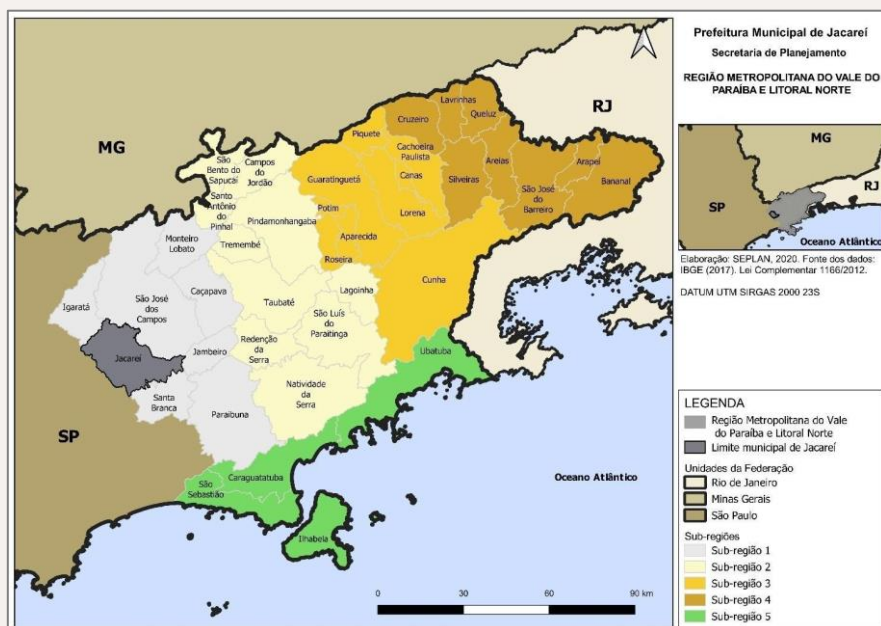 Prefeitura Municipal de Jacareí
Secretaria de Planejamento
REGIÃO METROPOLITANA DO VALE DO
PARAÍBA E LITORAL NORTE
MG
RJ
SP
Oceano Atlântico
Elaboração: SEPLAN, 2020. Fonte dos dados:
IBGE (2017). Lei Complementar 1166/2012.
DATUM UTM SIRGAS 2000 23S
MG
RJ
SP
Lavrinhas
Queluz
Cruzeiro
Piquete
Cachoeira
Paulista
Canas
Silveiras
Areias
Arapeí
Bananal
São José
do
Barreiro
Guaratinguetá
Potim
Lorena
Aparecida
Roseira
Cunha
São
Bento do
Sapucaí
Campos
do
Jordão
Santo
Antônio
do
Pinhal
Pindamonhangaba
Tremembé
Lagoinha
Taubaté
São Luís
do
Paraitinga
Redenção
da
Serra
Natividade
da
Serra
Monteiro
Lobato
Caçapava
Igaratá
São José
dos
Campos
Jacareí
Jambeiro
Santa
Branca
Paraibuna
Ubatuba
Caraguatatuba
São
Sebastião
Ilhabela
Oceano Atlântico
0
30
60
90 km
LEGENDA
Região Metropolitana do Vale
do Paraíba e Litoral Norte
Limite municipal de Jacareí
Unidades da Federação
Rio de Janeiro
Minas Gerais
São Paulo
Sub-regiões
Sub-região 1
Sub-região 2
Sub-região 3
Sub-região 4
Sub-região 5